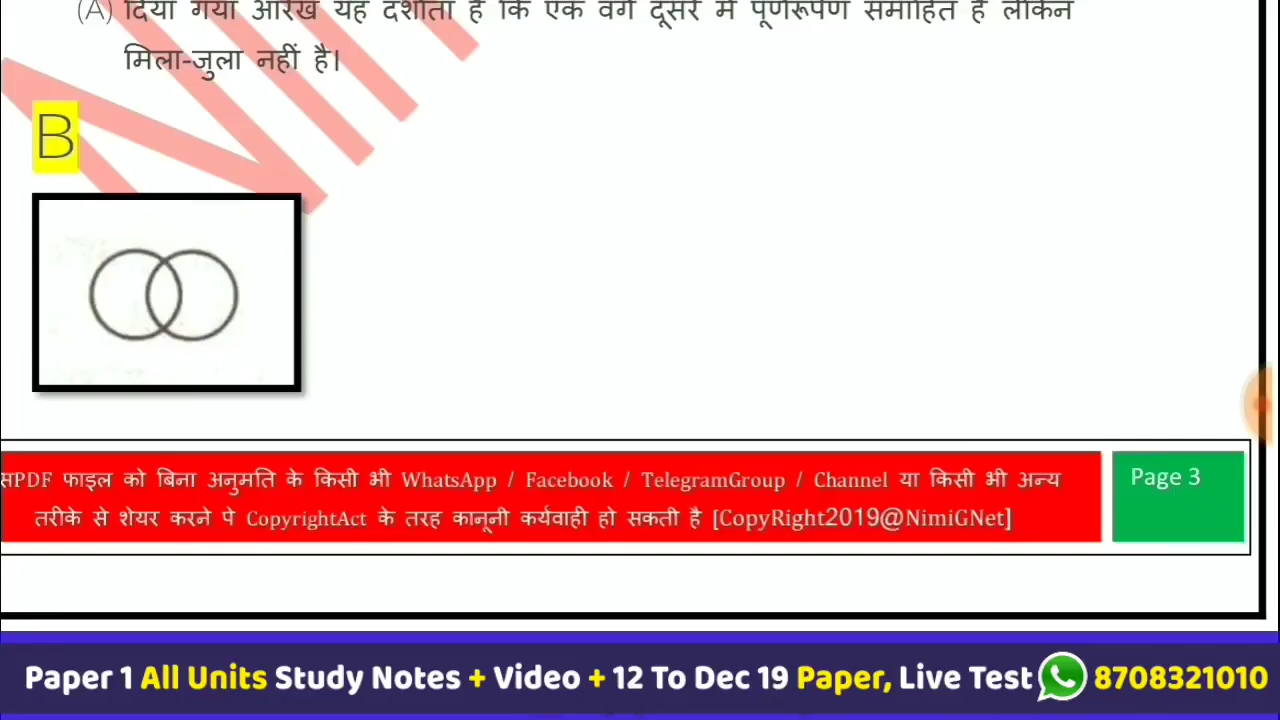 (A) दिया गया आरेख यह दर्शाता है कि एक वर्ग दूसरे में पूर्णरूपेण समाहित है लेकिन
मिला-जुला नहीं है।
B
सPDF फाइल को बिना अनुमति के किसी भी WhatsApp / Facebook / TelegramGroup / Channel या किसी भी अन्य
तरीके से शेयर करने पे CopyrightAct के तरह कानूनी कर्यवाही हो सकती है [CopyRight2019@NimiGNet]
Page 3
Paper 1 All Units Study Notes + Video + 12 To Dec 19 Paper, Live Test 8708321010